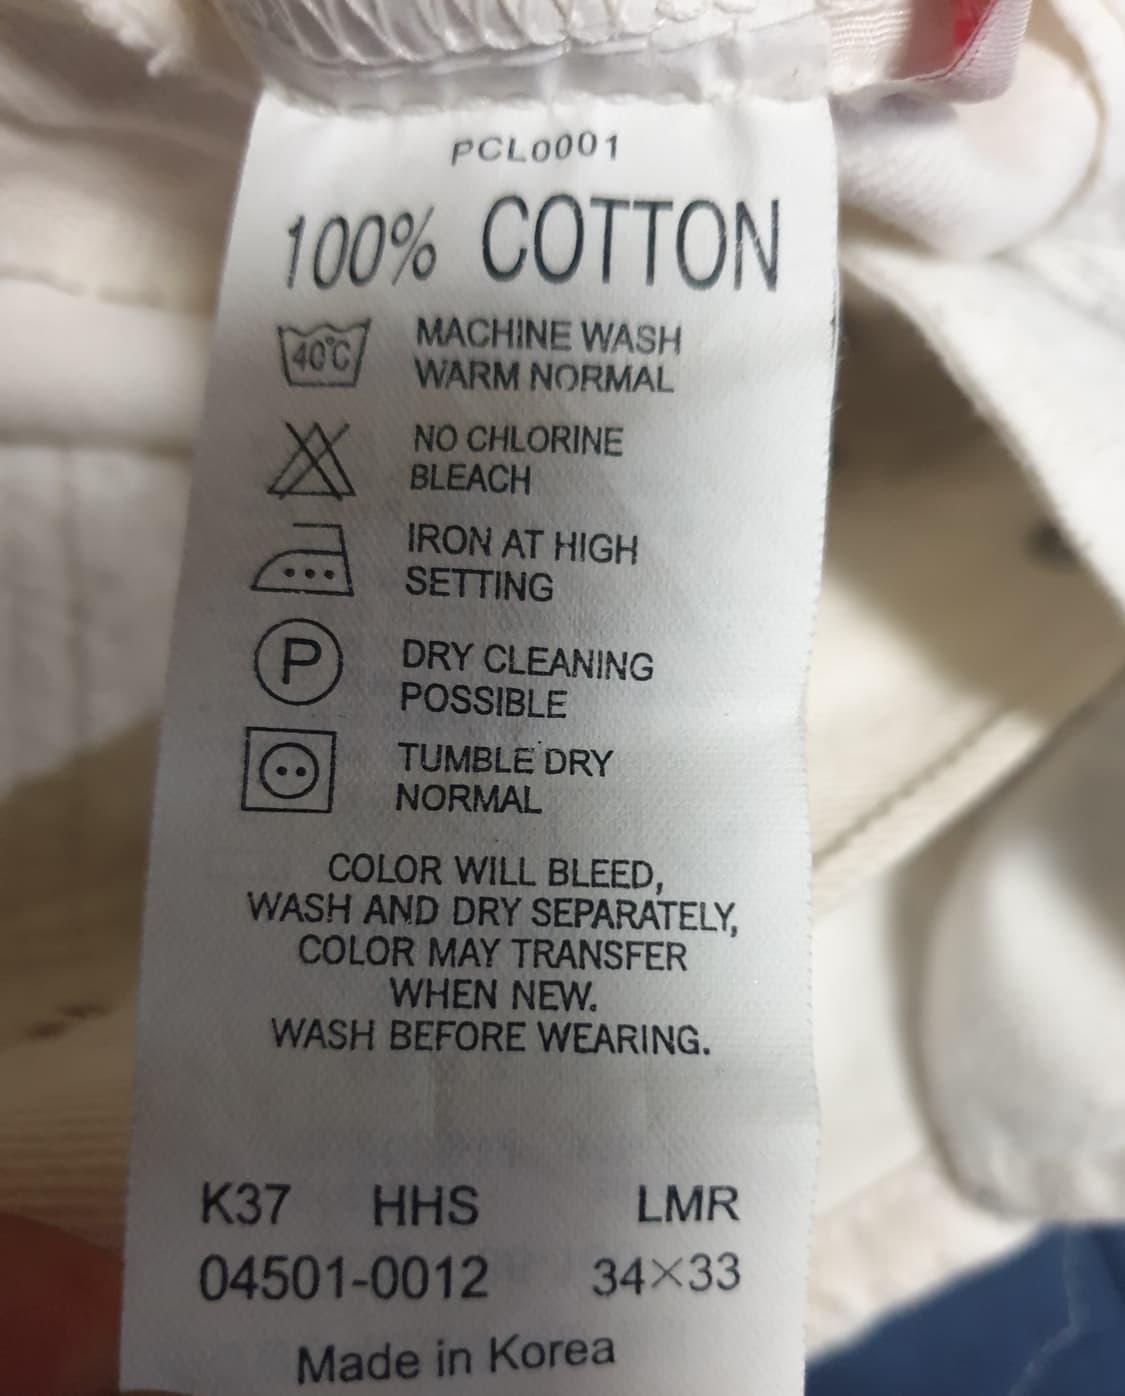 PCL0001
100% COTTON
40°C MACHINE WASH
WARM NORMAL
NO CHLORINE
BLEACH
IRON AT HIGH
SETTING
P DRY CLEANING
POSSIBLE
TUMBLE DRY
NORMAL
COLOR WILL BLEED,
WASH AND DRY SEPARATELY,
COLOR MAY TRANSFER
WHEN NEW.
WASH BEFORE WEARING.
K37 HHS LMR
04501-0012 34×33
Made in Korea